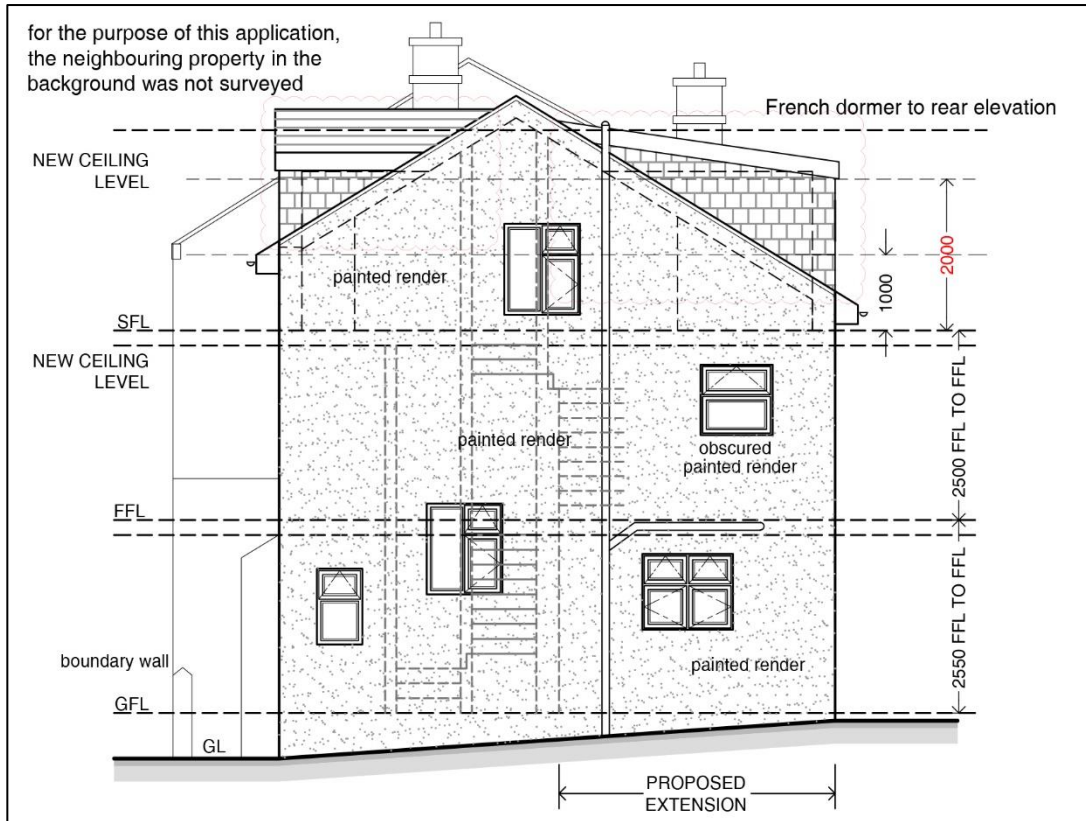 for the purpose of this application,
the neighbouring property in the
background was not surveyed
French dormer to rear elevation
NEW CEILING
LEVEL
2000
1000
painted render
SFL
NEW CEILING
LEVEL
painted render
obscured
painted render
2500 FFL TO FFL
FFL
2550 FFL TO FFL
boundary wall
painted render
GFL
GL
PROPOSED
EXTENSION